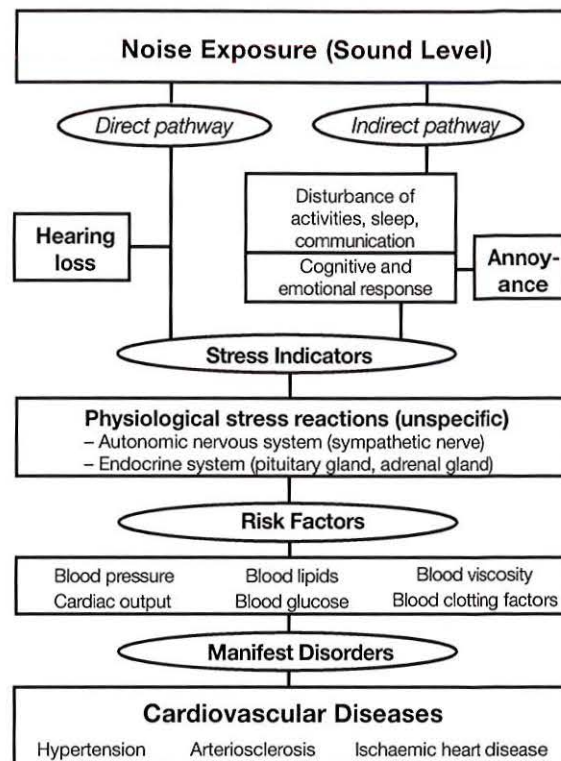 Noise Exposure (Sound Level)
Direct pathway
Indirect pathway
Disturbance of
activities, sleep,
communication
Hearing
loss
Cognitive and
emotional response
Annoy-
ance
Stress Indicators
Physiological stress reactions (unspecific)
– Autonomic nervous system (sympathetic nerve)
– Endocrine system (pituitary gland, adrenal gland)
Risk Factors
Blood pressure Blood lipids Blood viscosity
Cardiac output Blood glucose Blood clotting factors
Manifest Disorders
Cardiovascular Diseases
Hypertension Arteriosclerosis Ischaemic heart disease